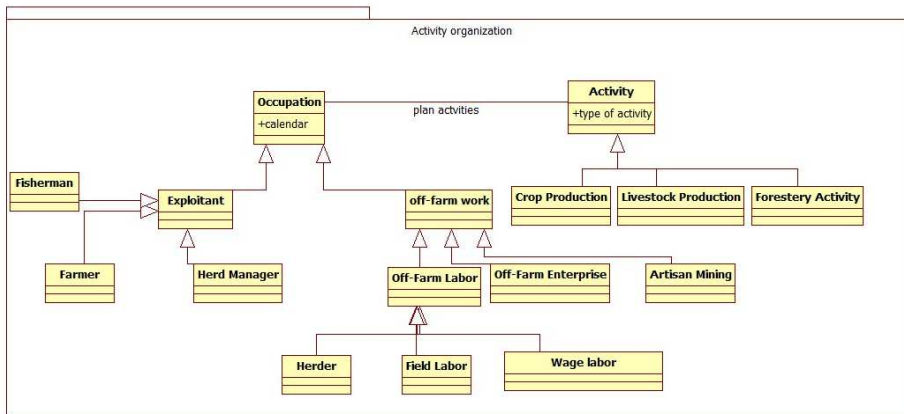 Activity organization
Occupation
+calendar
plan actvities
Activity
+type of activity
Fisherman
Exploitant
off-farm work
Crop Production
Livestock Production
Forestery Activity
Farmer
Herd Manager
Off-Farm Labor
Off-Farm Enterprise
Artisan Mining
Herder
Field Labor
Wage labor